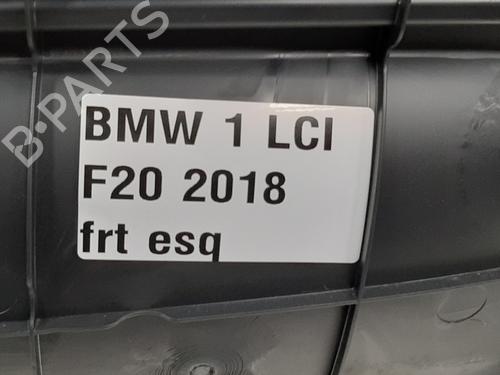 B-PARTS
BMW 1 LCI
F20 2018
frt esq